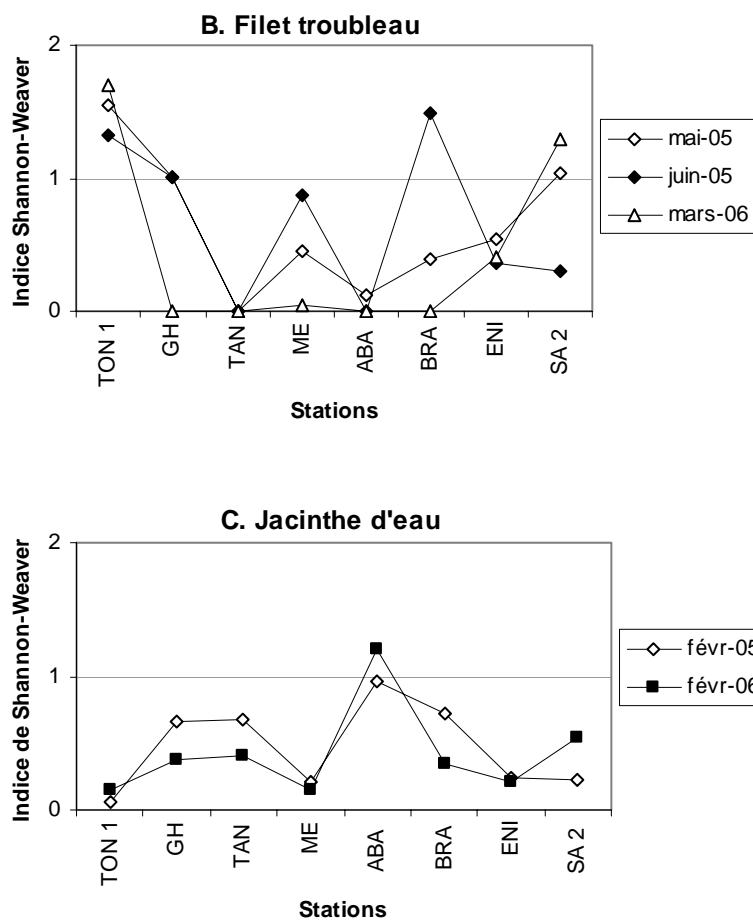 B. Filet troubleau
Indice Shannon-Weaver
2
1
0
TON 1
GH
TAN
ME
ABA
BRA
ENI
SA 2
Stations
mai-05
juin-05
mars-06
C. Jacinthe d'eau
Indice de Shannon-Weaver
2
1
0
TON 1
GH
TAN
ME
ABA
BRA
ENI
SA 2
Stations
févr-05
févr-06